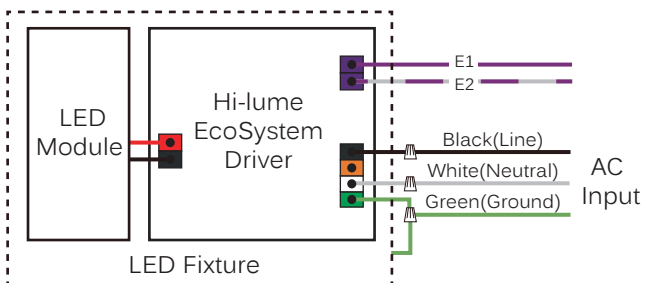 E1
E2
LED
Module
Hi-lume
EcoSystem
Driver
Black(Line)
White(Neutral)
Green(Ground)
AC
Input
LED Fixture